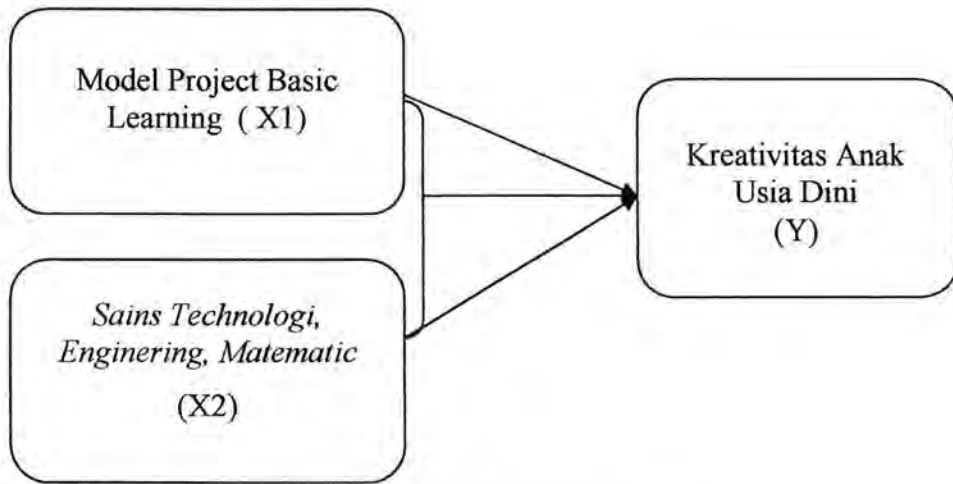 Model Project Basic
Learning ( X1)
Sains Technologi,
Enginering, Matematic
(X2)
Kreativitas Anak
Usia Dini
(Y)